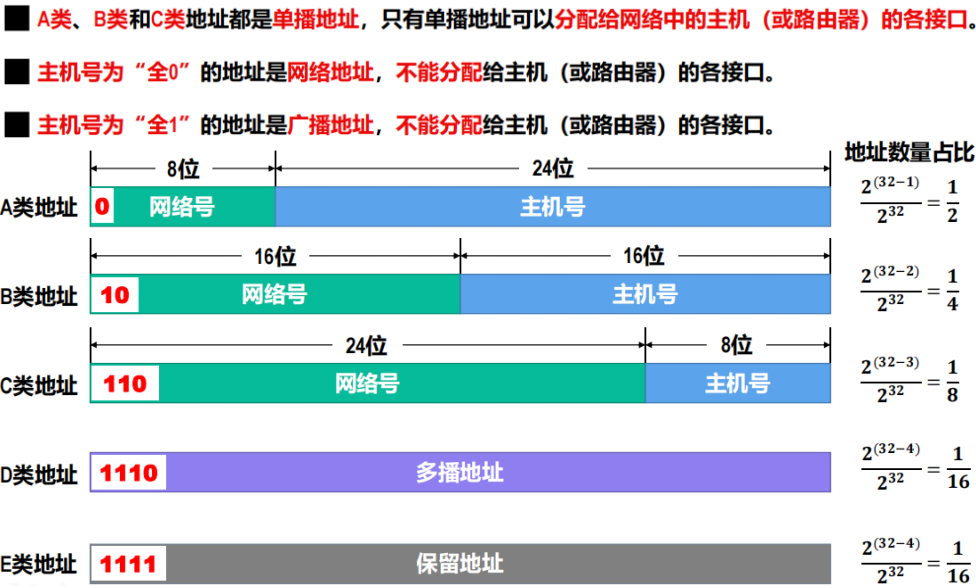 A类、B类和C类地址都是单播地址，只有单播地址可以分配给网络中的主机（或路由器）的各接口。
主机号为“全0”的地址是网络地址，不能分配给主机（或路由器）的各接口。
主机号为“全1”的地址是广播地址，不能分配给主机（或路由器）的各接口。
地址数量占比
8位 24位
A类地址 0 网络号 主机号 2^(32−1)/2^32 = 1/2
16位 16位
B类地址 10 网络号 主机号 2^(32−2)/2^32 = 1/4
24位 8位
C类地址 110 网络号 主机号 2^(32−3)/2^32 = 1/8
D类地址 1110 多播地址 2^(32−4)/2^32 = 1/16
E类地址 1111 保留地址 2^(32−4)/2^32 = 1/16